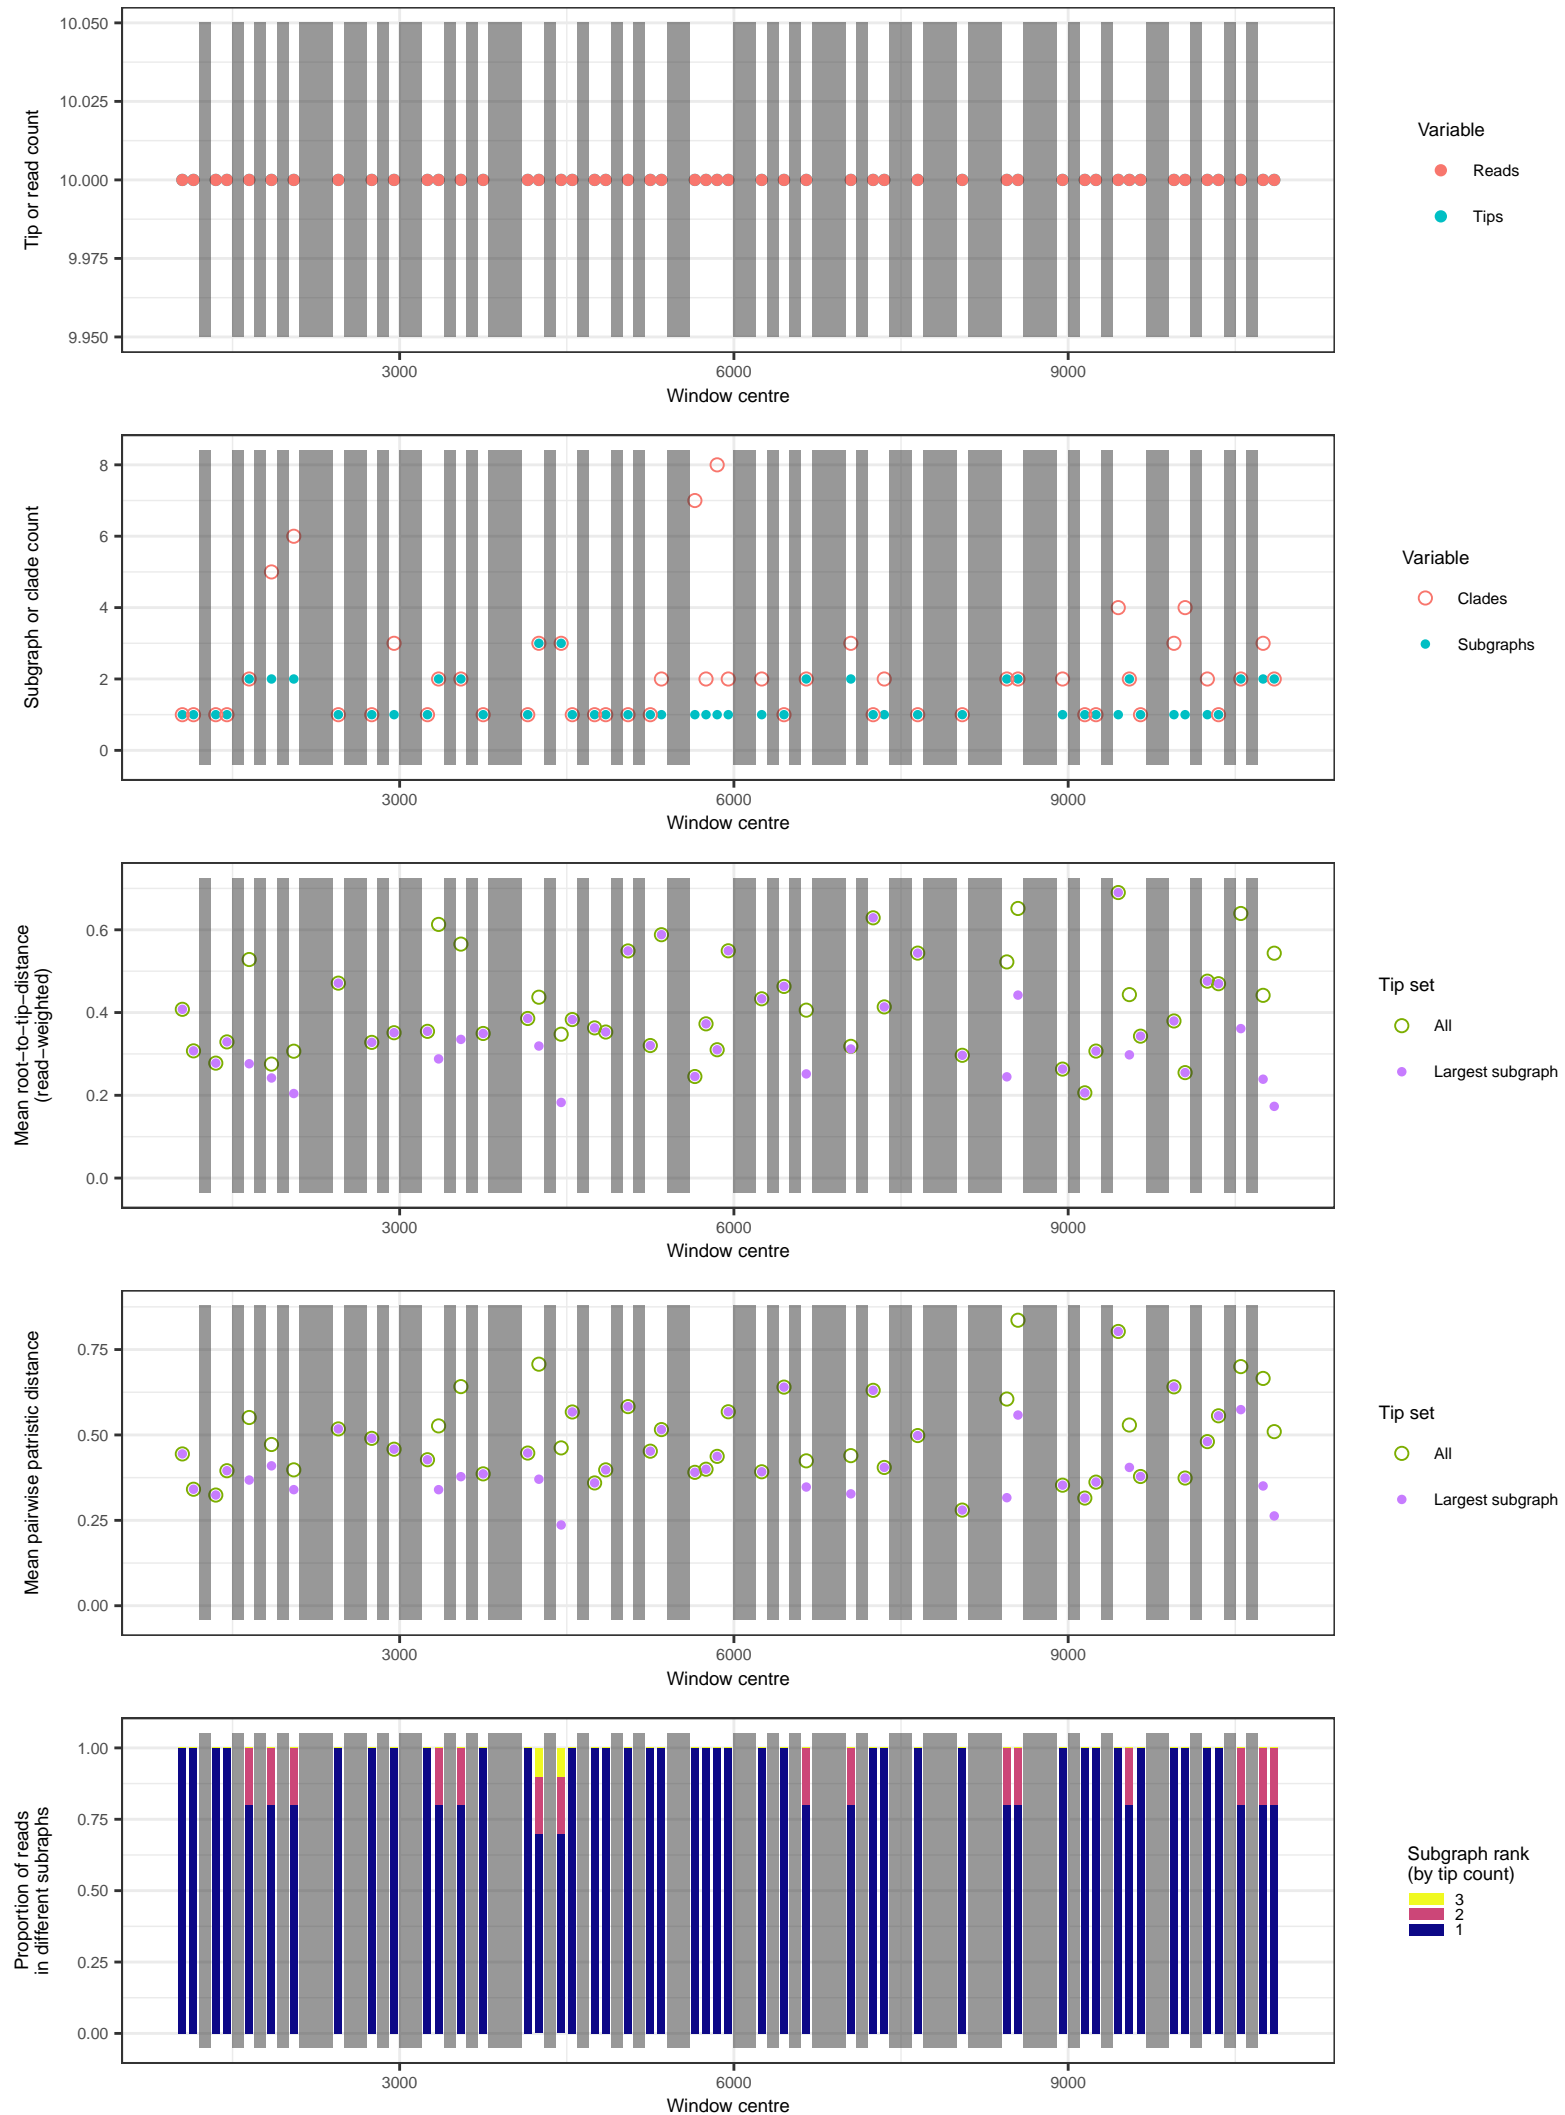 10.050
10.025
10.000
9.975
9.950
Tip or read count
3000
6000
9000
Window centre
Variable
Reads
Tips
8
6
4
2
0
Subgraph or clade count
3000
6000
9000
Window centre
Variable
Clades
Subgraphs
0.6
0.4
0.2
0.0
Mean root−to−tip−distance
(read−weighted)
3000
6000
9000
Window centre
Tip set
All
Largest subgraph
0.75
0.50
0.25
0.00
Mean pairwise patristic distance
3000
6000
9000
Window centre
Tip set
All
Largest subgraph
1.00
0.75
0.50
0.25
0.00
Proportion of reads
in different subraphs
3000
6000
9000
Window centre
Subgraph rank
(by tip count)
3
2
1